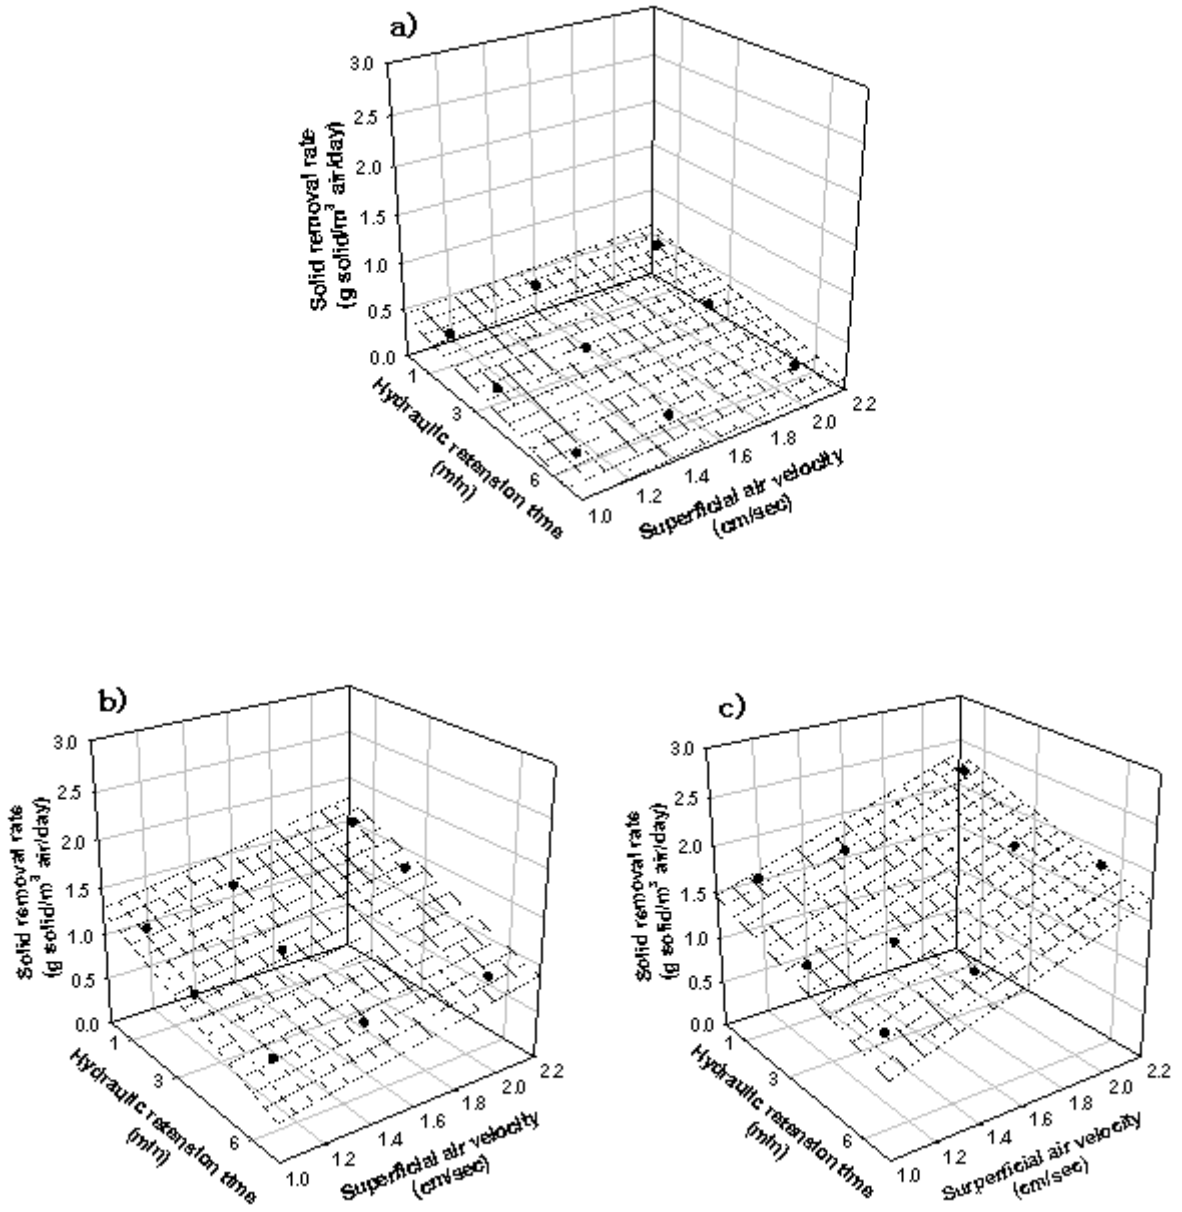 a)
3.0
2.5
2.0
1.5
1.0
0.5
0.0
Solid removal rate
(g solid/m³ air/day)
1
3
6
Hydraulic retension time
(min)
1.0
1.2
1.4
1.6
1.8
2.0
2.2
Superficial air velocity
(cm/sec)
b)
3.0
2.5
2.0
1.5
1.0
0.5
0.0
Solid removal rate
(g solid/m³ air/day)
1
3
6
Hydraulic retension time
(min)
1.0
1.2
1.4
1.6
1.8
2.0
2.2
Superficial air velocity
(cm/sec)
c)
3.0
2.5
2.0
1.5
1.0
0.5
0.0
Solid removal rate
(g solid/m³ air/day)
1
3
6
Hydraulic retension time
(min)
1.0
1.2
1.4
1.6
1.8
2.0
2.2
Surperficial air velocity
(cm/sec)